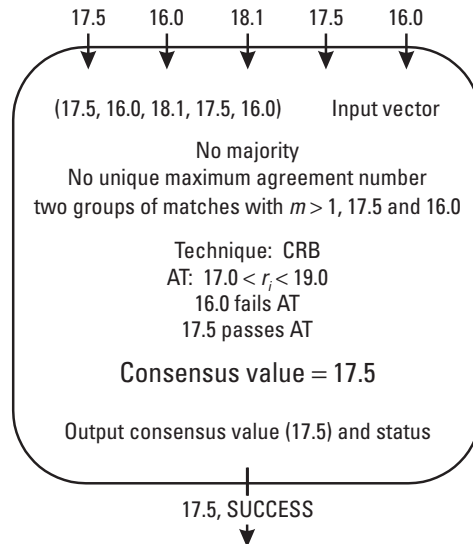 17.5 16.0 18.1 17.5 16.0
(17.5, 16.0, 18.1, 17.5, 16.0) Input vector
No majority
No unique maximum agreement number
two groups of matches with m > 1, 17.5 and 16.0
Technique: CRB
AT: 17.0 < rᵢ < 19.0
16.0 fails AT
17.5 passes AT
Consensus value = 17.5
Output consensus value (17.5) and status
17.5, SUCCESS